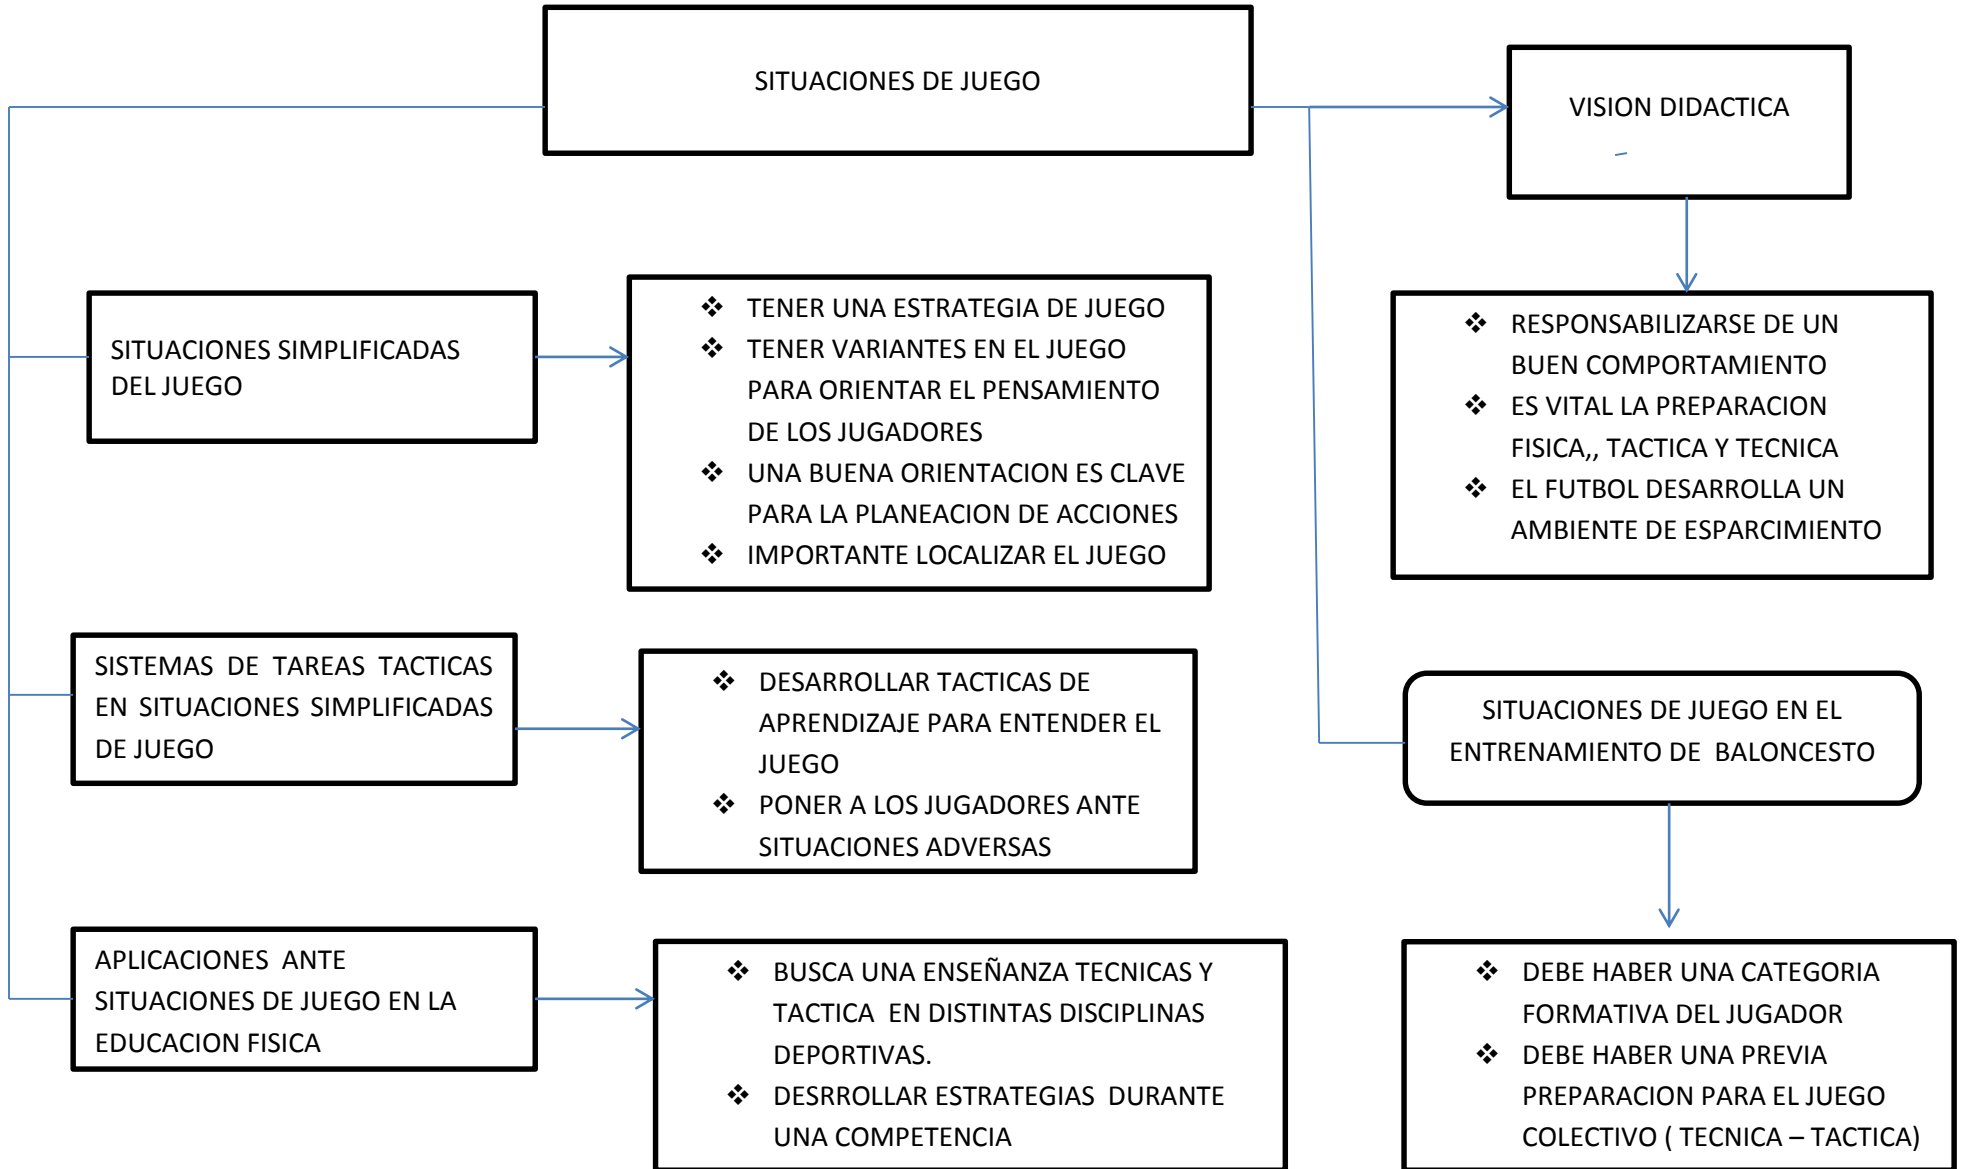 SITUACIONES DE JUEGO
VISION DIDACTICA
SITUACIONES SIMPLIFICADAS
DEL JUEGO
❖ TENER UNA ESTRATEGIA DE JUEGO
❖ TENER VARIANTES EN EL JUEGO
PARA ORIENTAR EL PENSAMIENTO
DE LOS JUGADORES
❖ UNA BUENA ORIENTACION ES CLAVE
PARA LA PLANEACION DE ACCIONES
❖ IMPORTANTE LOCALIZAR EL JUEGO
❖ RESPONSABILIZARSE DE UN
BUEN COMPORTAMIENTO
❖ ES VITAL LA PREPARACION
FISICA,, TACTICA Y TECNICA
❖ EL FUTBOL DESARROLLA UN
AMBIENTE DE ESPARCIMIENTO
SISTEMAS DE TAREAS TACTICAS
EN SITUACIONES SIMPLIFICADAS
DE JUEGO
❖ DESARROLLAR TACTICAS DE
APRENDIZAJE PARA ENTENDER EL
JUEGO
❖ PONER A LOS JUGADORES ANTE
SITUACIONES ADVERSAS
SITUACIONES DE JUEGO EN EL
ENTRENAMIENTO DE BALONCESTO
APLICACIONES ANTE
SITUACIONES DE JUEGO EN LA
EDUCACION FISICA
❖ BUSCA UNA ENSEÑANZA TECNICAS Y
TACTICA EN DISTINTAS DISCIPLINAS
DEPORTIVAS.
❖ DESRROLLAR ESTRATEGIAS DURANTE
UNA COMPETENCIA
❖ DEBE HABER UNA CATEGORIA
FORMATIVA DEL JUGADOR
❖ DEBE HABER UNA PREVIA
PREPARACION PARA EL JUEGO
COLECTIVO ( TECNICA – TACTICA)